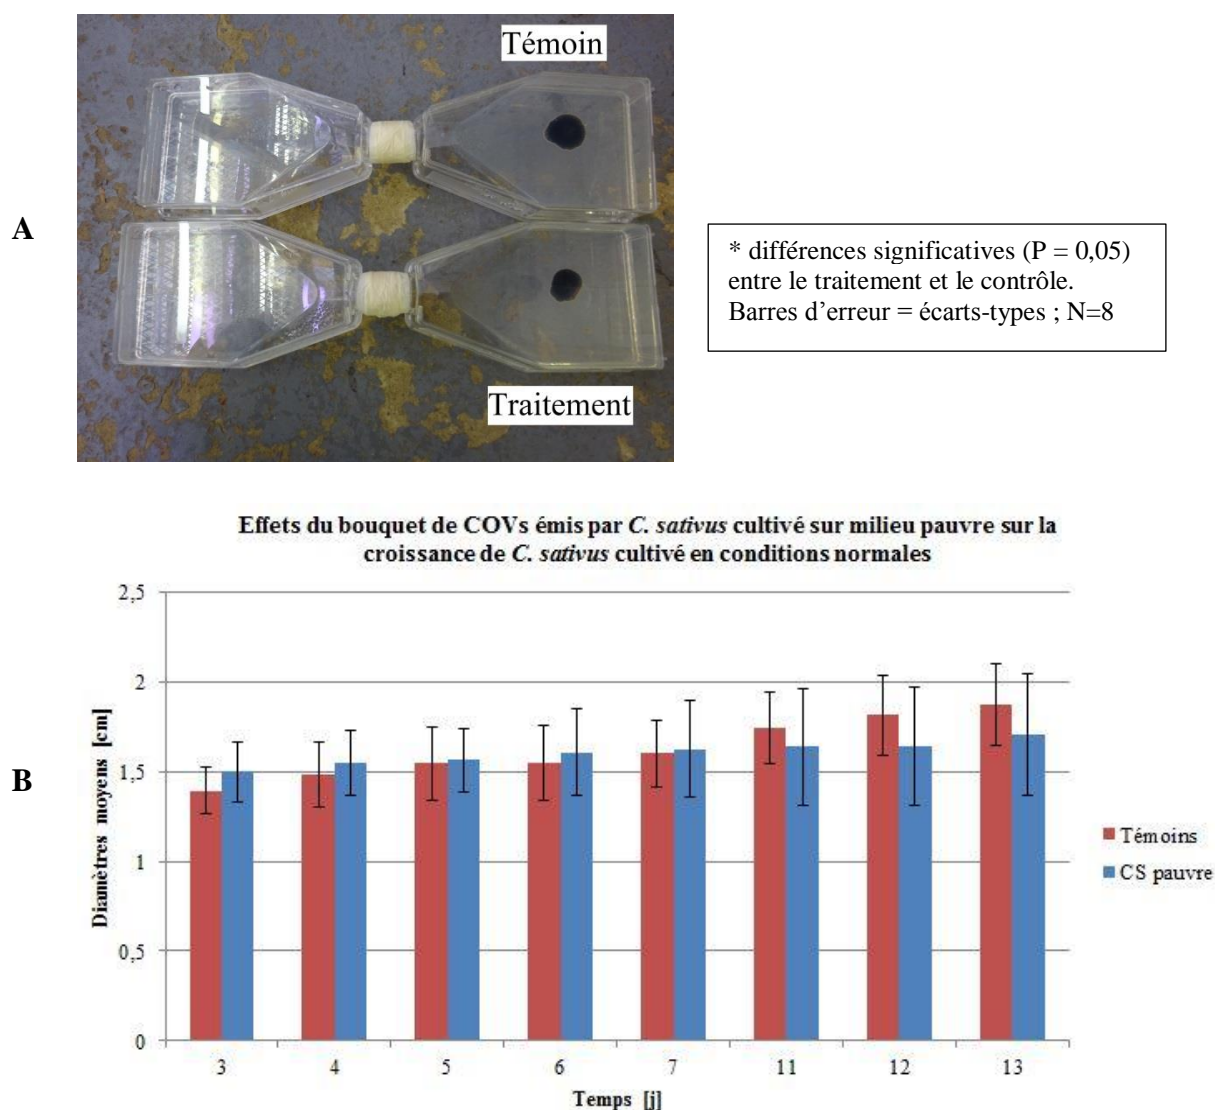 Témoin
A
Traitement
* différences significatives (P = 0,05)
entre le traitement et le contrôle.
Barres d'erreur = écarts-types ; N=8
Effets du bouquet de COVs émis par C. sativus cultivé sur milieu pauvre sur la
croissance de C. sativus cultivé en conditions normales
B
Diamètres moyens [cm]
2,5
2
1,5
1
0,5
0
3 4 5 6 7 11 12 13
Temps [j]
Témoins
CS pauvre